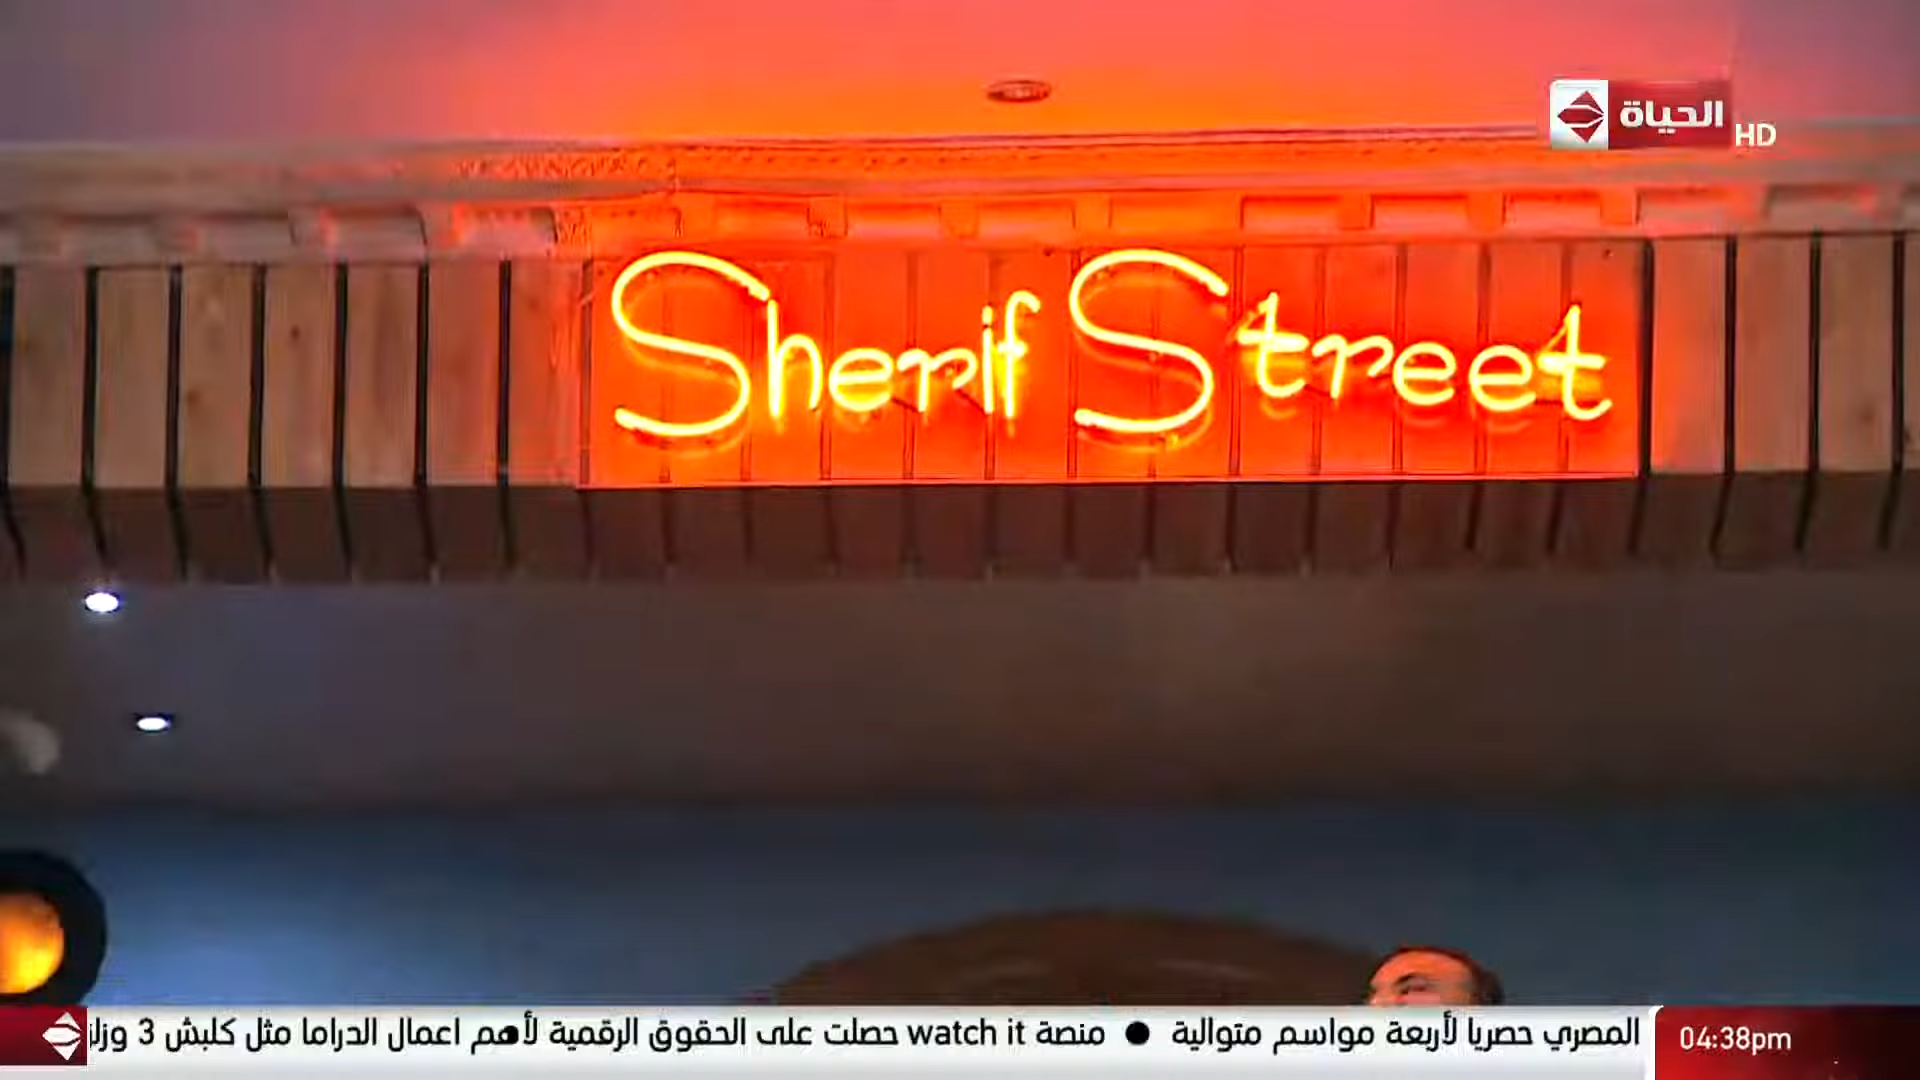 الحياة
HD
Sherif Street
المصري حصريا لأربعة مواسم متوالية ● منصة watch it حصلت على الحقوق الرقمية لأهم اعمال الدراما مثل كلبش 3
04:38pm